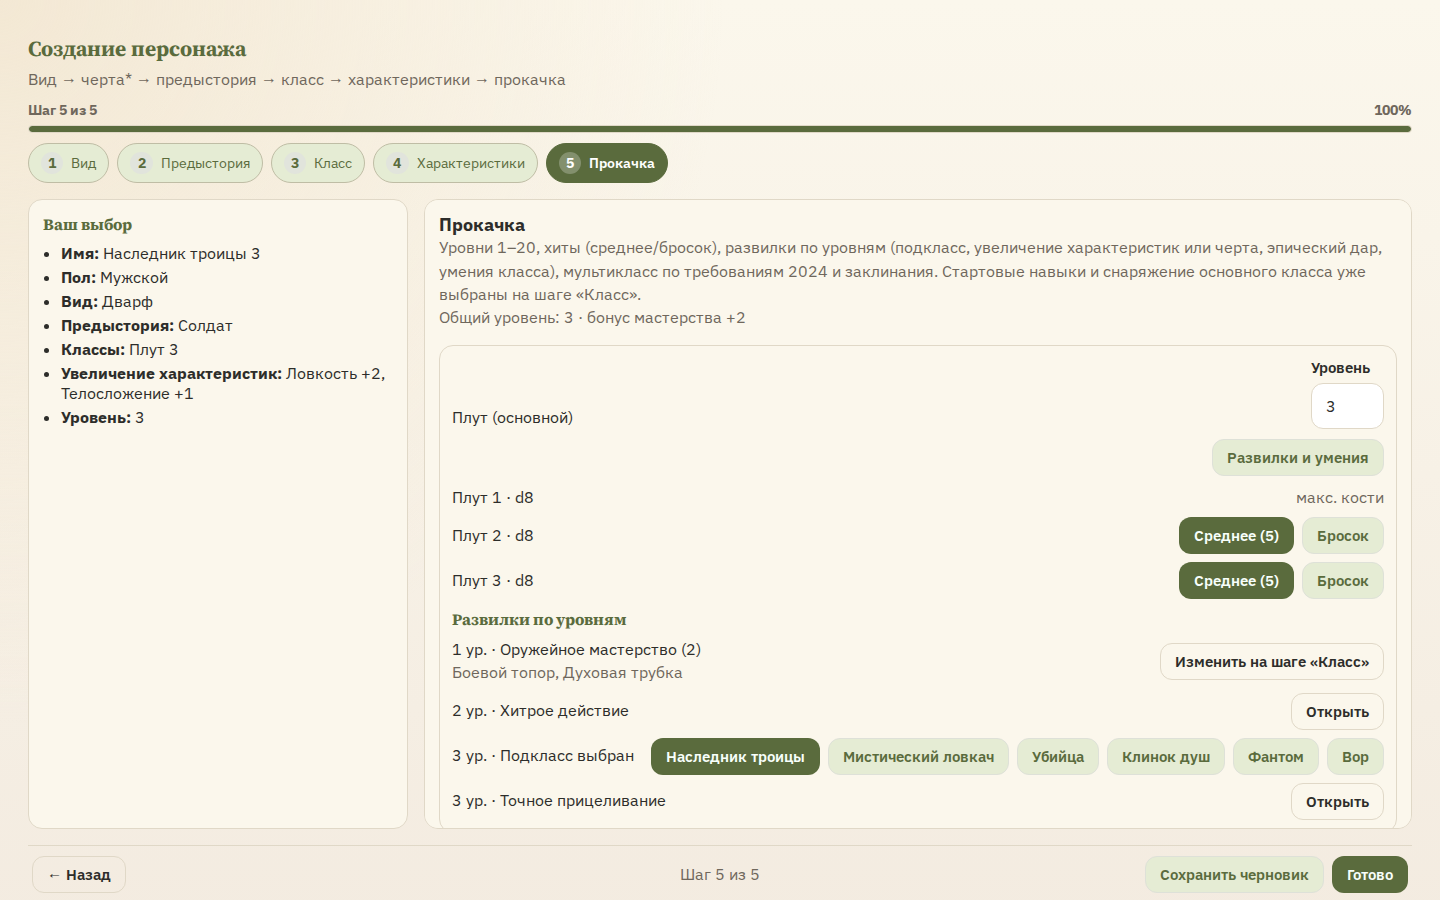 Создание персонажа
Вид → черта* → предыстория → класс → характеристики → прокачка
Шаг 5 из 5
100%
1 Вид
2 Предыстория
3 Класс
4 Характеристики
5 Прокачка
Ваш выбор
• Имя: Наследник троицы 3
• Пол: Мужской
• Вид: Дварф
• Предыстория: Солдат
• Классы: Плут 3
• Увеличение характеристик: Ловкость +2,
Телосложение +1
• Уровень: 3
Прокачка
Уровни 1–20, хиты (среднее/бросок), развилки по уровням (подкласс, увеличение характеристик или черта, эпический дар,
умения класса), мультикласс по требованиям 2024 и заклинания. Стартовые навыки и снаряжение основного класса уже
выбраны на шаге «Класс».
Общий уровень: 3 · бонус мастерства +2
Уровень
Плут (основной)
3
Развилки и умения
Плут 1 · d8
макс. кости
Плут 2 · d8
Среднее (5)
Бросок
Плут 3 · d8
Среднее (5)
Бросок
Развилки по уровням
1 ур. · Оружейное мастерство (2)
Боевой топор, Духовая трубка
Изменить на шаге «Класс»
2 ур. · Хитрое действие
Открыть
3 ур. · Подкласс выбран
Наследник троицы
Мистический ловкач
Убийца
Клинок душ
Фантом
Вор
3 ур. · Точное прицеливание
Открыть
← Назад
Шаг 5 из 5
Сохранить черновик
Готово